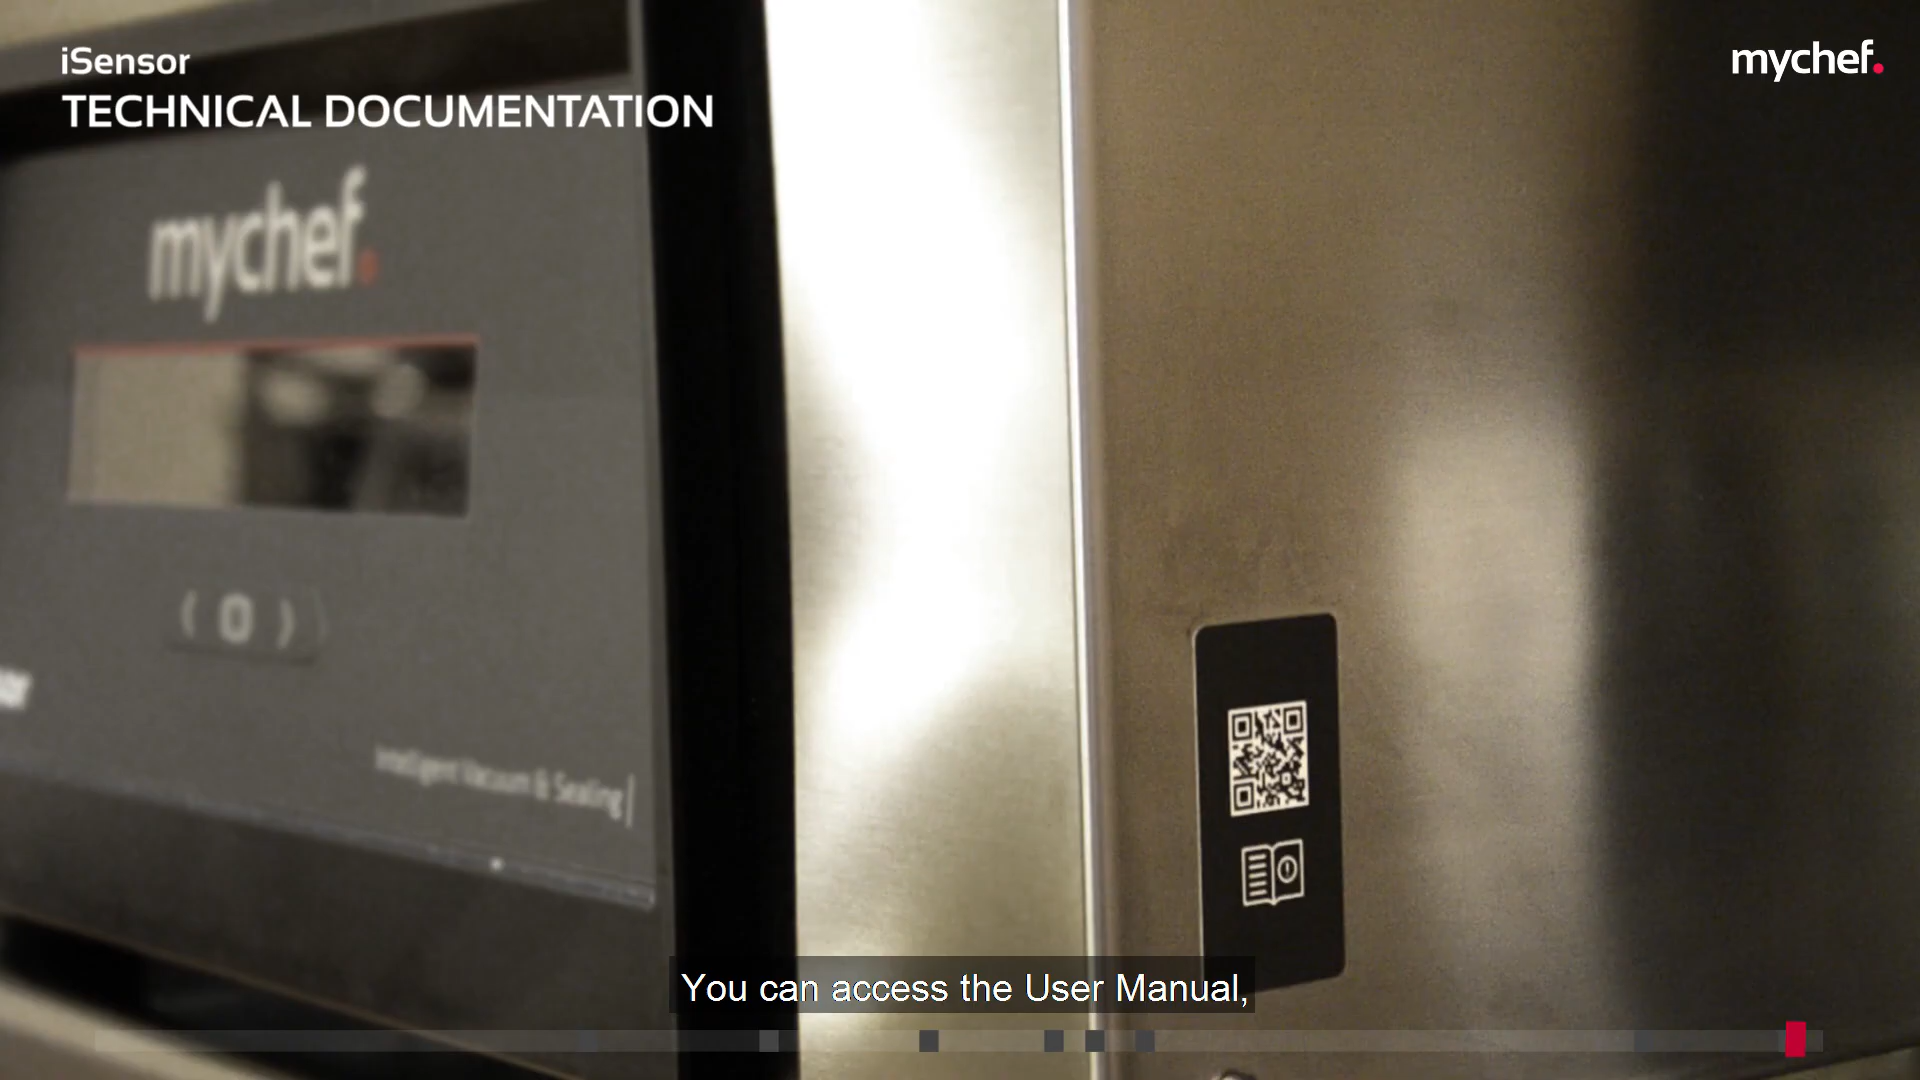 iSensor
TECHNICAL DOCUMENTATION
mychef.
mychef.
Intelligent Vacuum & Sealing
You can access the User Manual,